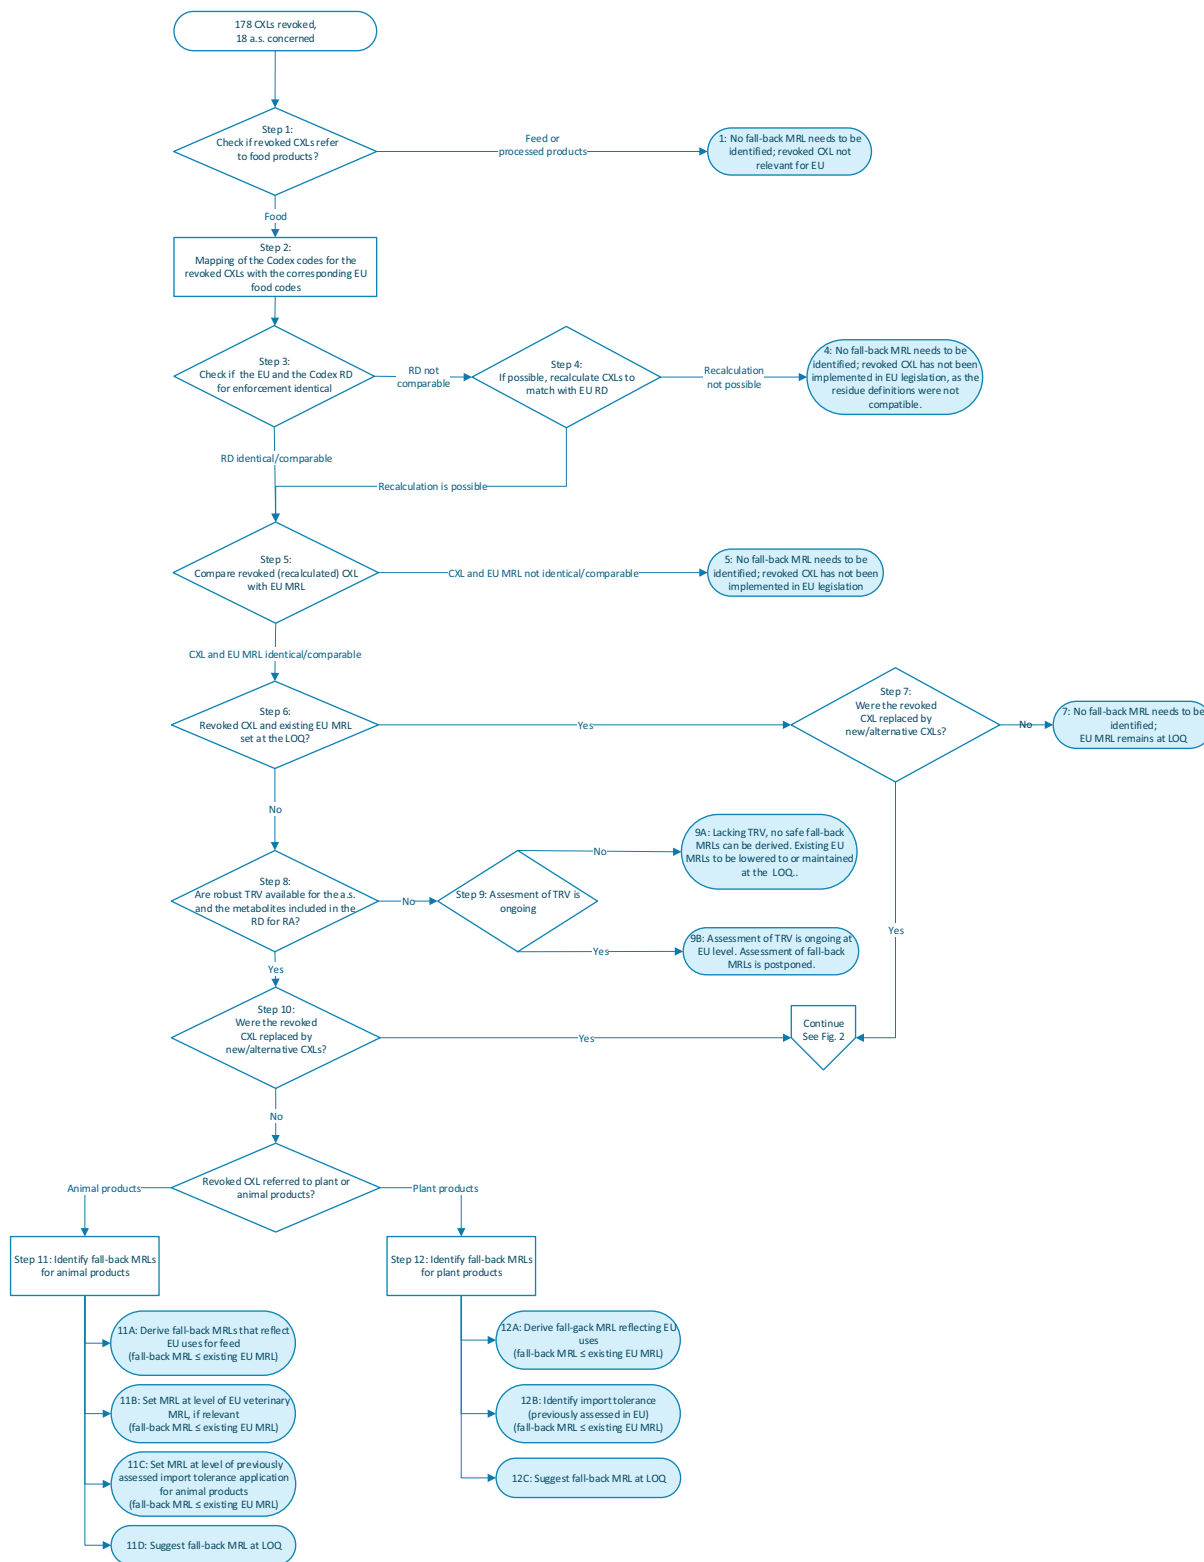 178 CXLs revoked,
18 a.s. concerned
Step 1:
Check if revoked CXLs refer
to food products?
Feed or
processed products
1: No fall-back MRL needs to be
identified; revoked CXL not
relevant for EU
Food
Step 2:
Mapping of the Codex codes for the
revoked CXLs with the corresponding EU
food codes
Step 3:
Check if the EU and the Codex RD
for enforcement identical
RD not
comparable
Step 4:
If possible, recalculate CXLs to
match with EU RD
Recalculation
not possible
4: No fall-back MRL needs to be
identified; revoked CXL has not been
implemented in EU legislation, as the
residue definitions were not
compatible.
RD identical/comparable
Recalculation is possible
Step 5:
Compare revoked (recalculated) CXL
with EU MRL
CXL and EU MRL not identical/comparable
5: No fall-back MRL needs to be
identified; revoked CXL has not been
implemented in EU legislation
CXL and EU MRL identical/comparable
Step 6:
Revoked CXL and existing EU MRL
set at the LOQ?
Yes
Step 7:
Were the revoked
CXL replaced by
new/alternative CXLs?
No
7: No fall-back MRL needs to be
identified;
EU MRL remains at LOQ
No
Step 8:
Are robust TRV available for the a.s.
and the metabolites included in the
RD for RA?
No
Step 9: Assesment of TRV is
ongoing
No
9A: Lacking TRV, no safe fall-back
MRLs can be derived. Existing EU
MRLs to be lowered to or maintained
at the LOQ..
Yes
9B: Assessment of TRV is ongoing at
EU level. Assessment of fall-back
MRLs is postponed.
Yes
Yes
Step 10:
Were the revoked
CXL replaced by
new/alternative CXLs?
Yes
Continue
See Fig. 2
No
Revoked CXL referred to plant or
animal products?
Animal products
Plant products
Step 11: Identify fall-back MRLs
for animal products
Step 12: Identify fall-back MRLs
for plant products
11A: Derive fall-back MRLs that reflect
EU uses for feed
(fall-back MRL ≤ existing EU MRL)
12A: Derive fall-gack MRL reflecting EU
uses
(fall-back MRL ≤ existing EU MRL)
11B: Set MRL at level of EU veterinary
MRL, if relevant
(fall-back MRL ≤ existing EU MRL)
12B: Identify import tolerance
(previously assessed in EU)
(fall-back MRL ≤ existing EU MRL)
11C: Set MRL at level of previously
assessed import tolerance application
for animal products
(fall-back MRL ≤ existing EU MRL)
12C: Suggest fall-back MRL at LOQ
11D: Suggest fall-back MRL at LOQ